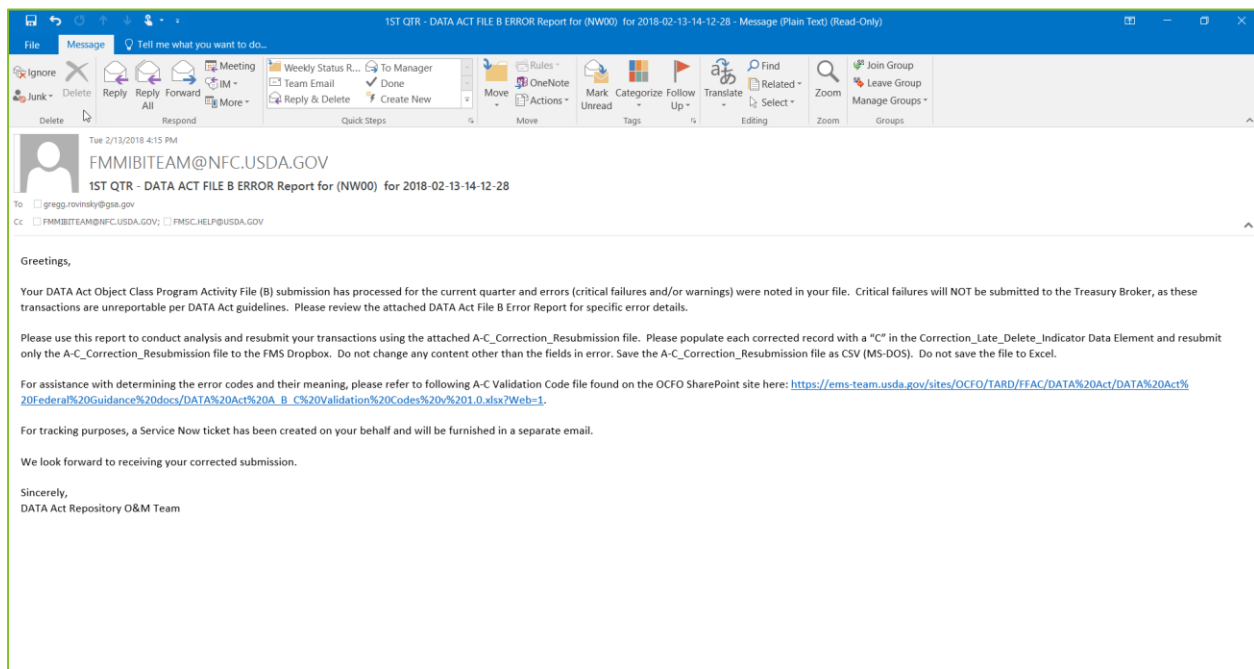 1ST QTR - DATA ACT FILE B ERROR Report for (NW00)  for 2018-02-13-14-12-28 - Message (Plain Text) (Read-Only)
File Message Tell me what you want to do...
Ignore
Junk
Delete
Reply
Reply All
Forward
Meeting
IM
More
Weekly Status R...
Team Email
Reply & Delete
To Manager
Done
Create New
Move
Rules
OneNote
Actions
Mark Unread
Categorize
Follow Up
Translate
Find
Related
Select
Zoom
Join Group
Leave Group
Manage Groups
Delete Respond Quick Steps Move Tags Editing Zoom Groups
Tue 2/13/2018 4:15 PM
FMMIBITEAM@NFC.USDA.GOV
1ST QTR - DATA ACT FILE B ERROR Report for (NW00)  for 2018-02-13-14-12-28
To gregg.rovinsky@gsa.gov
Cc FMMIBITEAM@NFC.USDA.GOV; FMSC.HELP@USDA.GOV
Greetings,
Your DATA Act Object Class Program Activity File (B) submission has processed for the current quarter and errors (critical failures and/or warnings) were noted in your file.  Critical failures will NOT be submitted to the Treasury Broker, as these
transactions are unreportable per DATA Act guidelines.  Please review the attached DATA Act File B Error Report for specific error details.
Please use this report to conduct analysis and resubmit your transactions using the attached A-C_Correction_Resubmission file.  Please populate each corrected record with a “C” in the Correction_Late_Delete_Indicator Data Element and resubmit
only the A-C_Correction_Resubmission file to the FMS Dropbox.  Do not change any content other than the fields in error. Save the A-C_Correction_Resubmission file as CSV (MS-DOS).  Do not save the file to Excel.
For assistance with determining the error codes and their meaning, please refer to following A-C Validation Code file found on the OCFO SharePoint site here: https://ems-team.usda.gov/sites/OCFO/TARD/FFAC/DATA%20Act/DATA%20Act%
20Federal%20Guidance%20docs/DATA%20Act%20A_B_C%20Validation%20Codes%20v%201.0.xlsx?Web=1.
For tracking purposes, a Service Now ticket has been created on your behalf and will be furnished in a separate email.
We look forward to receiving your corrected submission.
Sincerely,
DATA Act Repository O&M Team